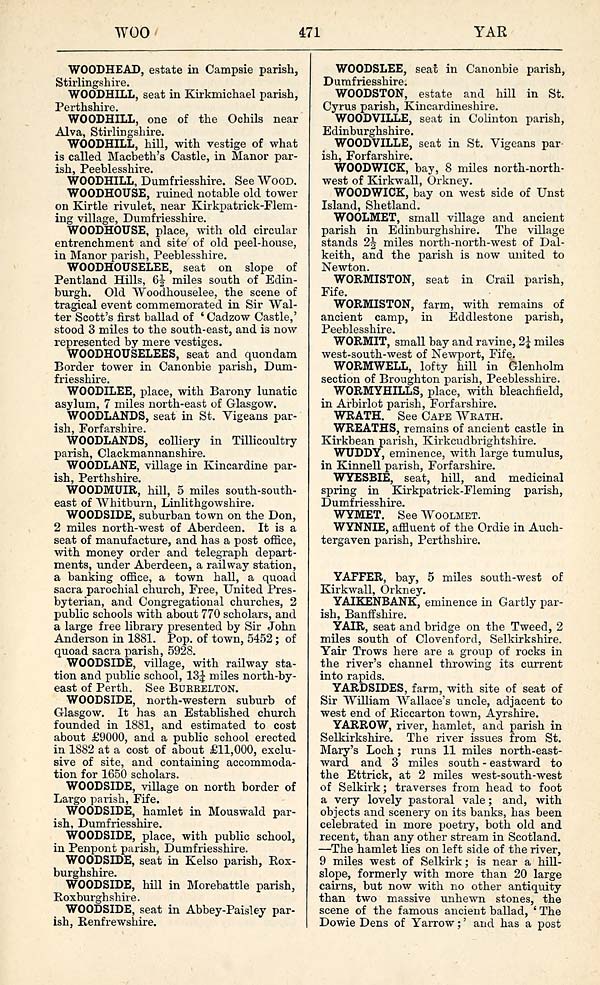 WOO
471
YAR
WOODHEAD, estate in Campsie parish,
Stirlingshire.
WOODHILL, seat in Kirkmichael parish,
Perthshire.
WOODHILL, one of the Ochils near
Alva, Stirlingshire.
WOODHILL, hill, with vestige of what
is called Macbeth's Castle, in Manor par-
ish, Peeblesshire.
WOODHILL, Dumfriesshire. See WOOD.
WOODHOUSE, ruined notable old tower
on Kirtle rivulet, near Kirkpatrick-Flem-
ing village, Dumfriesshire.
WOODHOUSE, place, with old circular
entrenchment and site of old peel-house,
in Manor parish, Peeblesshire.
WOODHOUSELEE, seat on slope of
Pentland Hills, 6½ miles south of Edin-
burgh. Old Woodhouselee, the scene of
tragical event commemorated in Sir Wal-
ter Scott's first ballad of 'Cadzow Castle,'
stood 3 miles to the south-east, and is now
represented by mere vestiges.
WOODHOUSELEES, seat and quondam
Border tower in Canonbie parish, Dum-
friesshire.
WOODILEE, place, with Barony lunatic
asylum, 7 miles north-east of Glasgow.
WOODLANDS, seat in St. Vigeans par-
ish, Forfarshire.
WOODLANDS, colliery in Tillicoultry
parish, Clackmannanshire.
WOODLANE, village in Kincardine par-
ish, Perthshire.
WOODMUIR, hill, 5 miles south-south-
east of Whitburn, Linlithgowshire.
WOODSIDE, suburban town on the Don,
2 miles north-west of Aberdeen. It is a
seat of manufacture, and has a post office,
with money order and telegraph depart-
ments, under Aberdeen, a railway station,
a banking office, a town hall, a quoad
sacra parochial church, Free, United Pres-
byterian, and Congregational churches, 2
public schools with about 770 scholars, and
a large free library presented by Sir John
Anderson in 1881. Pop. of town, 5452; of
quoad sacra parish, 5928.
WOODSIDE, village, with railway sta-
tion and public school, 13¾ miles north-by-
east of Perth. See BURRELTON.
WOODSIDE, north-western suburb of
Glasgow. It has an Established church
founded in 1881, and estimated to cost
about £9000, and a public school erected
in 1882 at a cost of about £11,000, exclu-
sive of site, and containing accommoda-
tion for 1650 scholars.
WOODSIDE, village on north border of
Largo parish, Fife.
WOODSIDE, hamlet in Mouswald par-
ish, Dumfriesshire.
WOODSIDE, place, with public school,
in Penpont parish, Dumfriesshire.
WOODSIDE, seat in Kelso parish, Rox-
burghshire.
WOODSIDE, hill in Morebattle parish,
Roxburghshire.
WOODSIDE, seat in Abbey-Paisley par-
ish, Renfrewshire.
WOODSLEE, seat in Canonbie parish,
Dumfriesshire.
WOODSTON, estate and hill in St.
Cyrus parish, Kincardineshire.
WOODVILLE, seat in Colinton parish,
Edinburghshire.
WOODVILLE, seat in St. Vigeans par-
ish, Forfarshire.
WOODWICK, bay, 8 miles north-north-
west of Kirkwall, Orkney.
WOODWICK, bay on west side of Unst
Island, Shetland.
WOOLMET, small village and ancient
parish in Edinburghshire. The village
stands 2½ miles north-north-west of Dal-
keith, and the parish is now united to
Newton.
WORMISTON, seat in Crail parish,
Fife.
WORMISTON, farm, with remains of
ancient camp, in Eddlestone parish,
Peeblesshire.
WORMIT, small bay and ravine, 2¼ miles
west-south-west of Newport, Fife.
WORMWELL, lofty hill in Glenholm
section of Broughton parish, Peeblesshire.
WORMYHILLS, place, with bleachfield,
in Arbirlot parish, Forfarshire.
WRATH. See CAPE WRATH.
WREATHS, remains of ancient castle in
Kirkbean parish, Kirkcudbrightshire.
WUDDY, eminence, with large tumulus,
in Kinnell parish, Forfarshire.
WYESBIE, seat, hill, and medicinal
spring in Kirkpatrick-Fleming parish,
Dumfriesshire.
WYMET. See WOOLMET.
WYNNIE, affluent of the Ordie in Auch-
tergaven parish, Perthshire.
YAFFER, bay, 5 miles south-west of
Kirkwall, Orkney.
YAIKENBANK, eminence in Gartly par-
ish, Banffshire.
YAIR, seat and bridge on the Tweed, 2
miles south of Clovenford, Selkirkshire.
Yair Trows here are a group of rocks in
the river's channel throwing its current
into rapids.
YARDSIDES, farm, with site of seat of
Sir William Wallace's uncle, adjacent to
west end of Riccarton town, Ayrshire.
YARROW, river, hamlet, and parish in
Selkirkshire. The river issues from St.
Mary's Loch; runs 11 miles north-east-
ward and 3 miles south-eastward to
the Ettrick, at 2 miles west-south-west
of Selkirk; traverses from head to foot
a very lovely pastoral vale; and, with
objects and scenery on its banks, has been
celebrated in more poetry, both old and
recent, than any other stream in Scotland.
—The hamlet lies on left side of the river,
9 miles west of Selkirk; is near a hill-
slope, formerly with more than 20 large
cairns, but now with no other antiquity
than two massive unhewn stones, the
scene of the famous ancient ballad, 'The
Dowie Dens of Yarrow;' and has a post